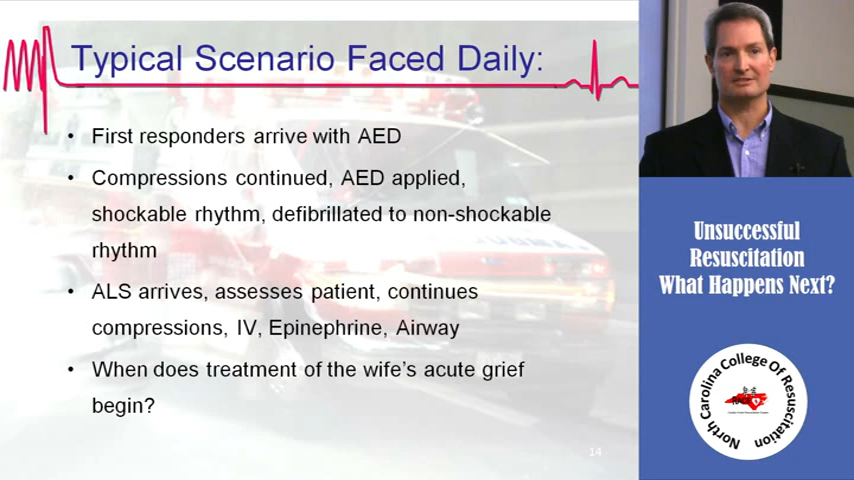 Typical Scenario Faced Daily:
• First responders arrive with AED
• Compressions continued, AED applied,
shockable rhythm, defibrillated to non-shockable
rhythm
• ALS arrives, assesses patient, continues
compressions, IV, Epinephrine, Airway
• When does treatment of the wife's acute grief
begin?
14
Unsuccessful
Resuscitation
What Happens Next?
North Carolina College Of Resuscitation